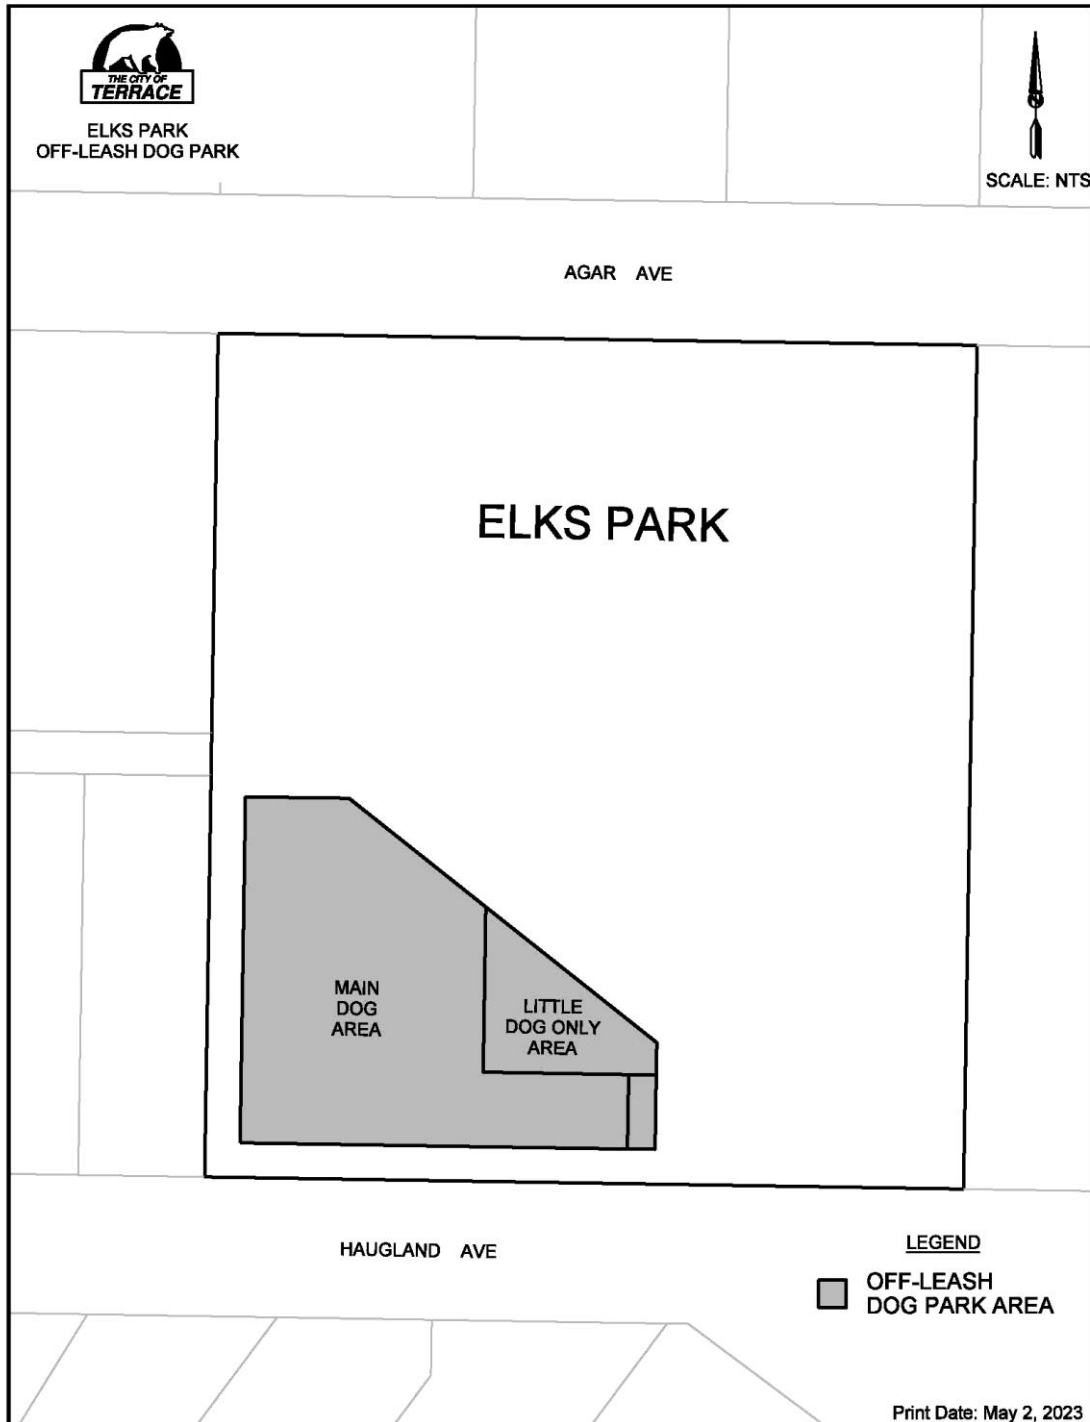 THE CITY OF
TERRACE
ELKS PARK
OFF-LEASH DOG PARK
N
SCALE: NTS
AGAR AVE
ELKS PARK
MAIN
DOG
AREA
LITTLE
DOG ONLY
AREA
HAUGLAND AVE
LEGEND
OFF-LEASH
DOG PARK AREA
Print Date: May 2, 2023